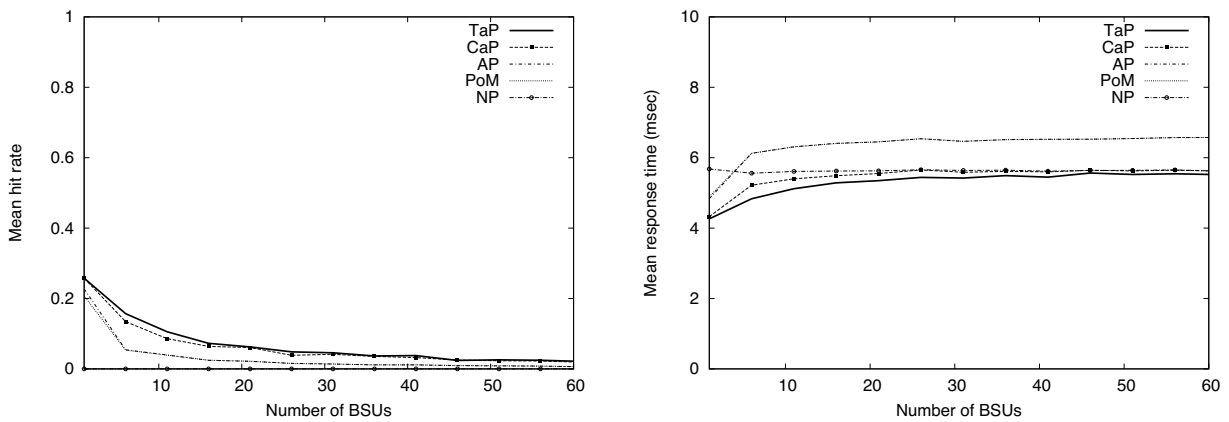 Mean hit rate
1
0.8
0.6
0.4
0.2
0
10
20
30
40
50
60
Number of BSUs
TaP
CaP
AP
PoM
NP
Mean response time (msec)
10
8
6
4
2
0
10
20
30
40
50
60
Number of BSUs
TaP
CaP
AP
PoM
NP